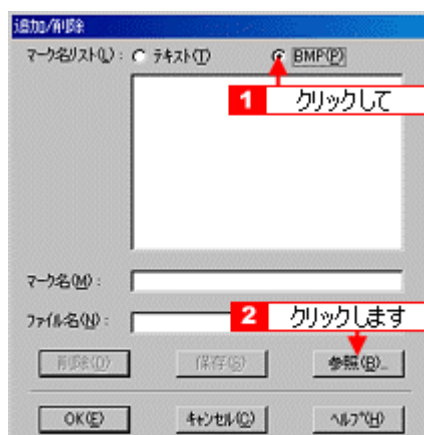 追加/削除
マーク名リスト(L): テキスト(T) BMP(P)
1 クリックして
マーク名(M):
ファイル名(N):
2 クリックします
削除(D) 保存(S) 参照(B)...
OK(E) キャンセル(C) ヘルプ(H)